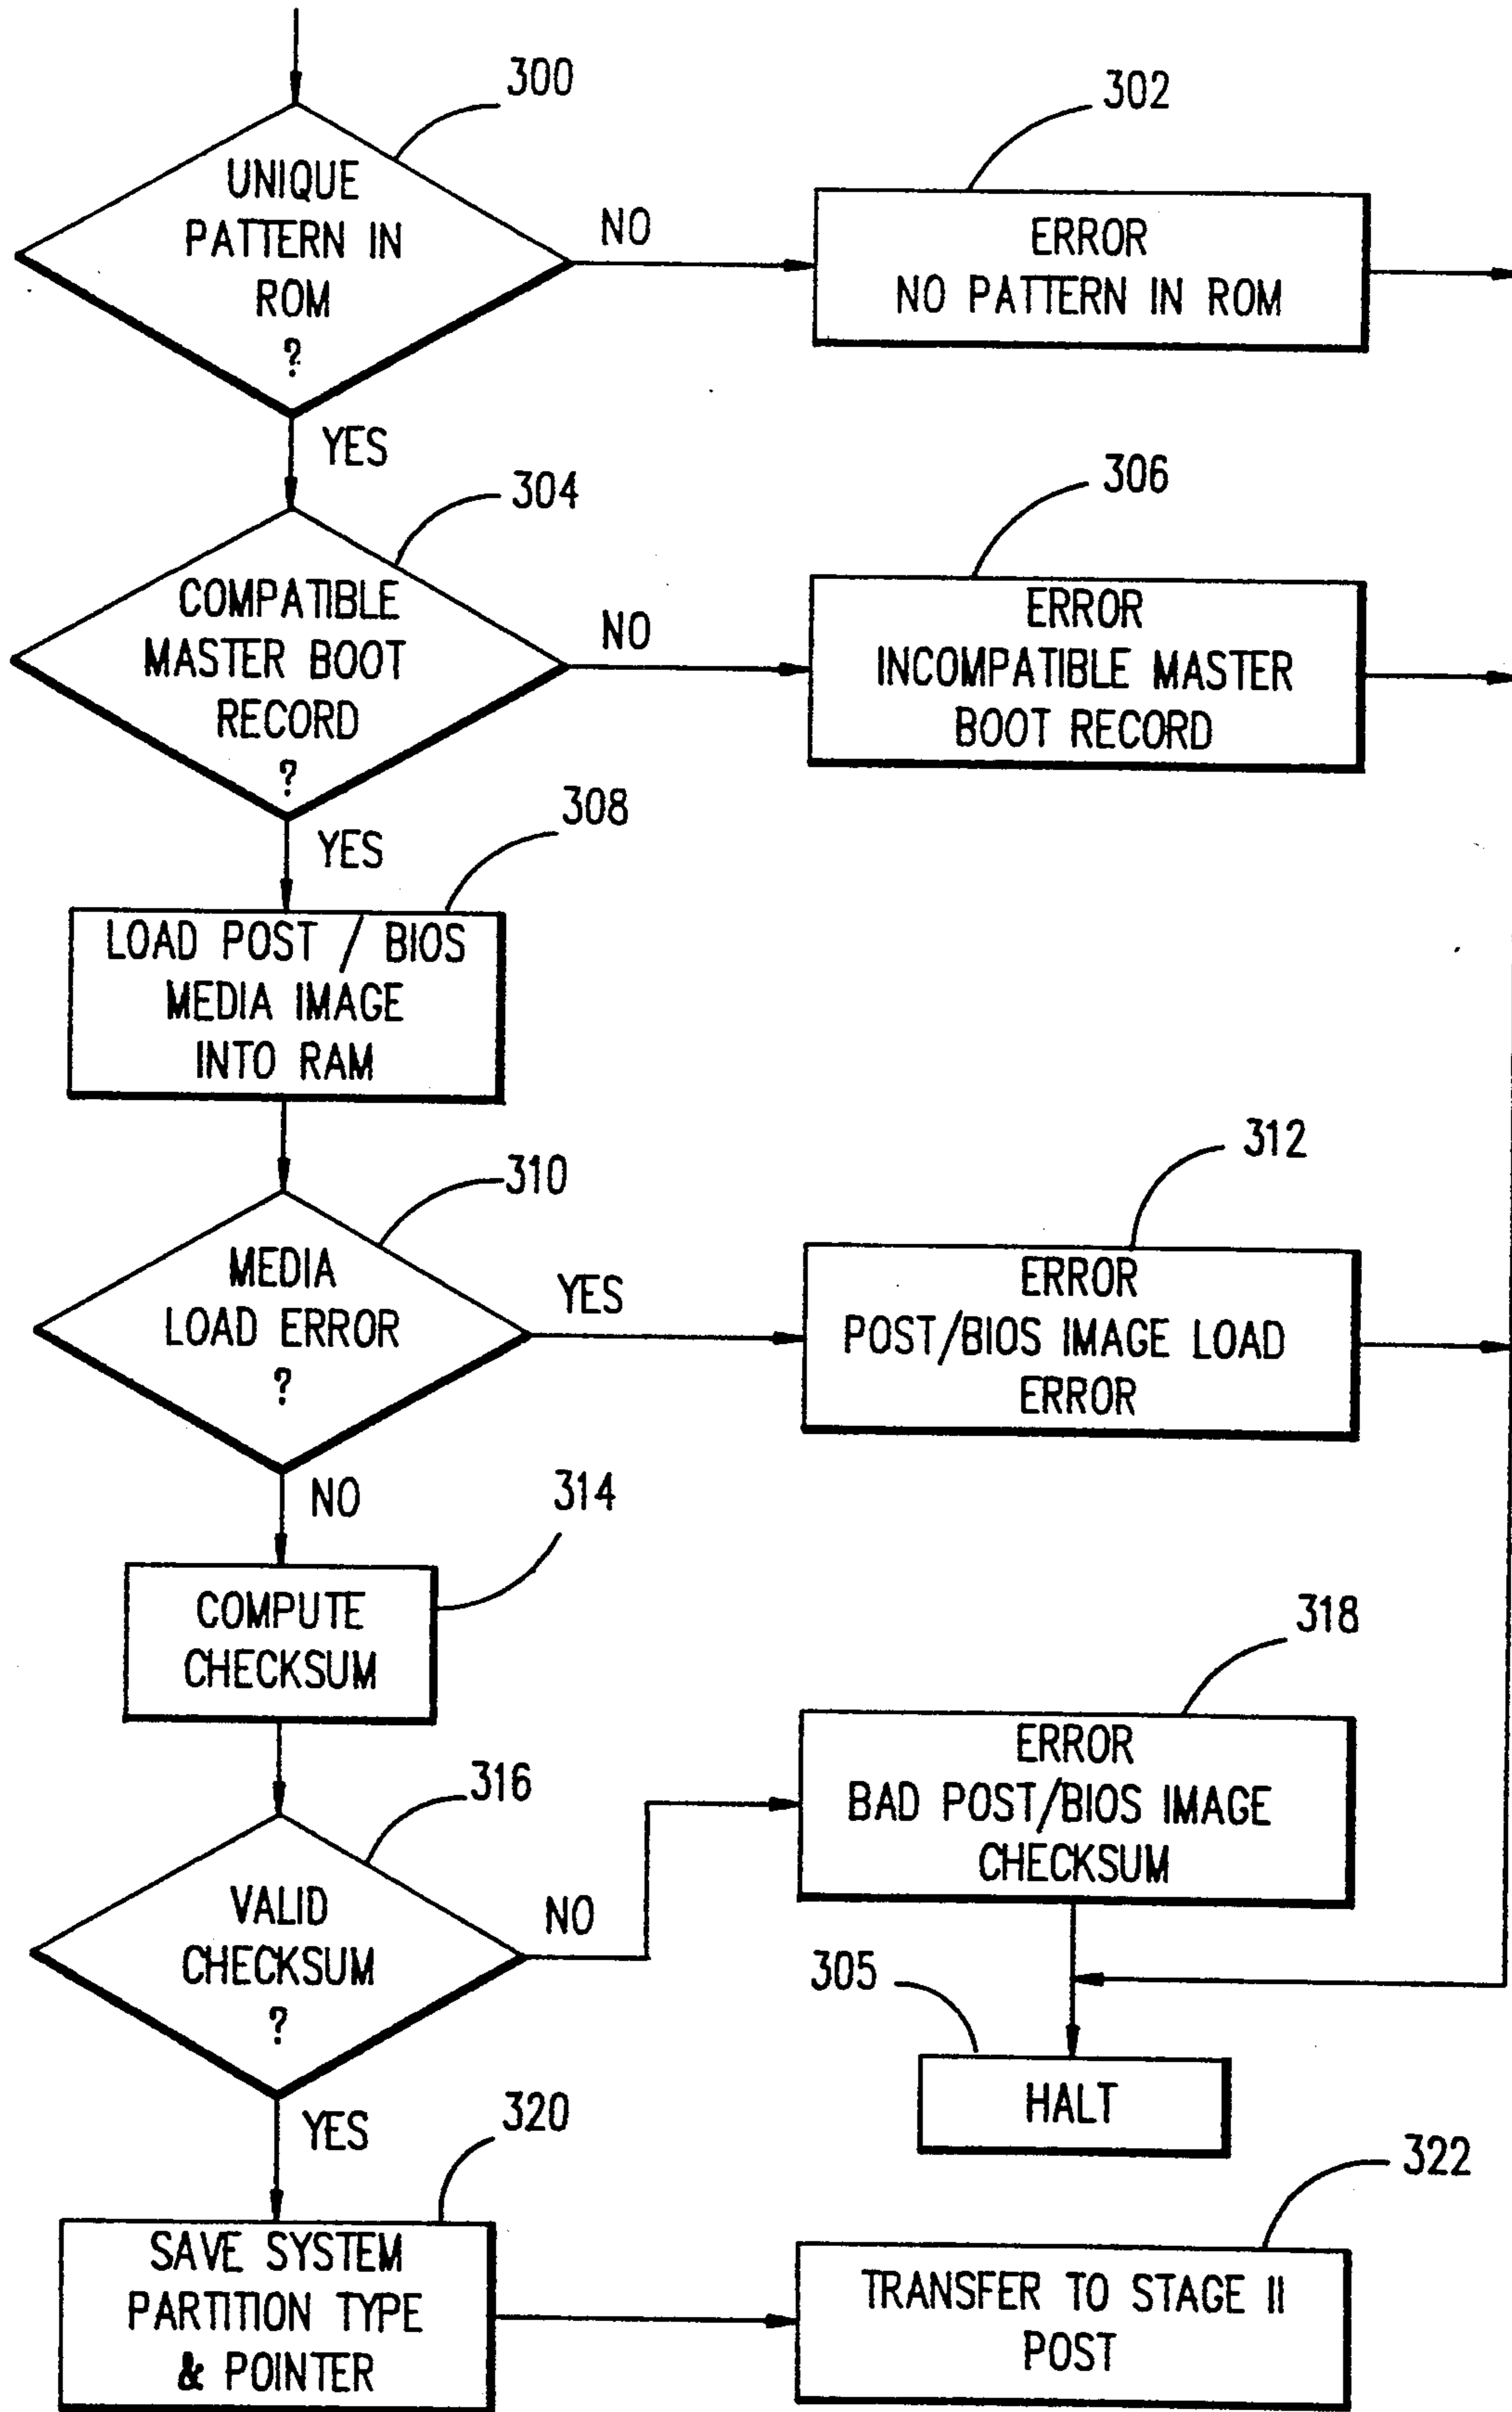 300
UNIQUE
PATTERN IN
ROM
?
NO
302
ERROR
NO PATTERN IN ROM
YES
304
COMPATIBLE
MASTER BOOT
RECORD
?
NO
306
ERROR
INCOMPATIBLE MASTER
BOOT RECORD
YES
308
LOAD POST / BIOS
MEDIA IMAGE
INTO RAM
310
MEDIA
LOAD ERROR
?
YES
312
ERROR
POST/BIOS IMAGE LOAD
ERROR
NO
314
COMPUTE
CHECKSUM
316
VALID
CHECKSUM
?
NO
318
ERROR
BAD POST/BIOS IMAGE
CHECKSUM
305
HALT
YES
320
SAVE SYSTEM
PARTITION TYPE
& POINTER
322
TRANSFER TO STAGE II
POST